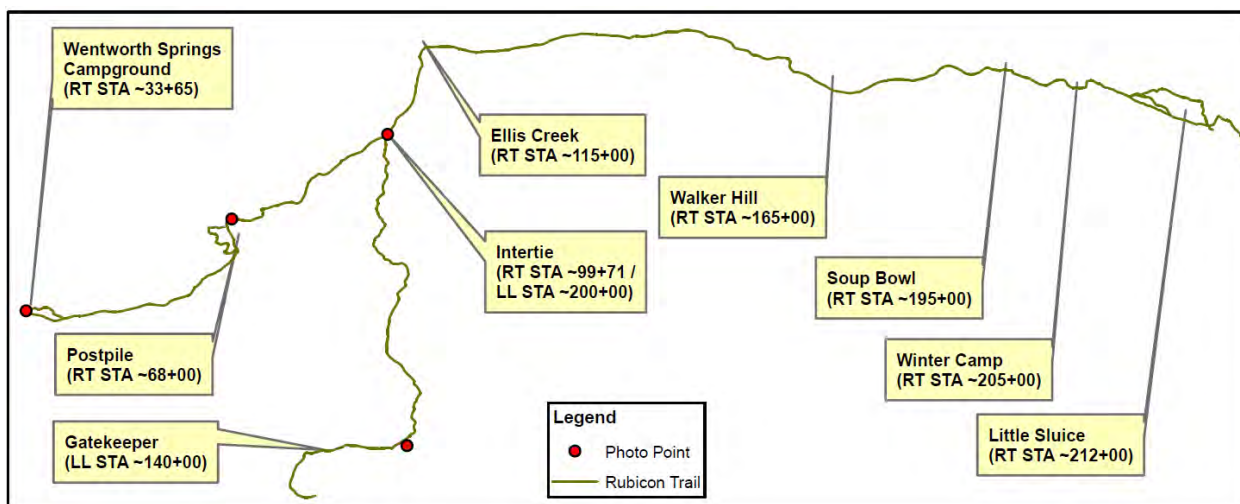 Wentworth Springs
Campground
(RT STA ~33+65)
Ellis Creek
(RT STA ~115+00)
Walker Hill
(RT STA ~165+00)
Intertie
(RT STA ~99+71 /
LL STA ~200+00)
Soup Bowl
(RT STA ~195+00)
Postpile
(RT STA ~68+00)
Winter Camp
(RT STA ~205+00)
Gatekeeper
(LL STA ~140+00)
Little Sluice
(RT STA ~212+00)
Legend
Photo Point
Rubicon Trail